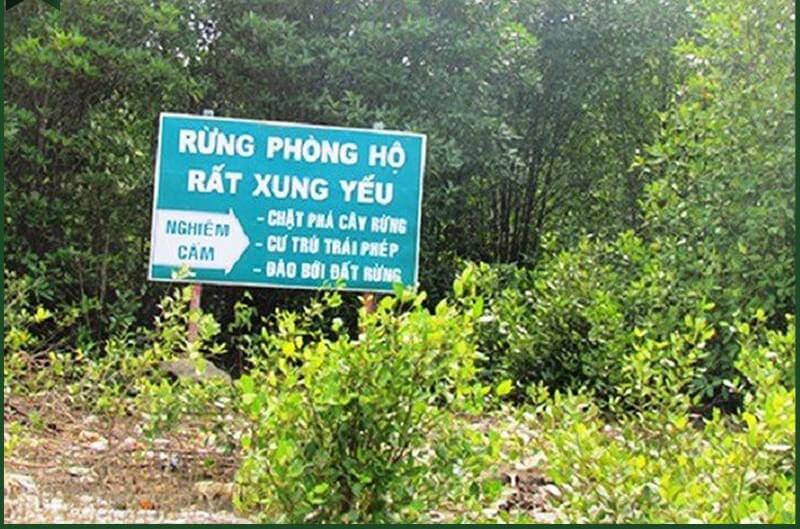 RỪNG PHÒNG HỘ
RẤT XUNG YẾU
NGHIÊM
CẤM
- CHẶT PHÁ CÂY RỪNG
- CƯ TRÚ TRÁI PHÉP
- ĐÀO BỚI ĐẤT RỪNG